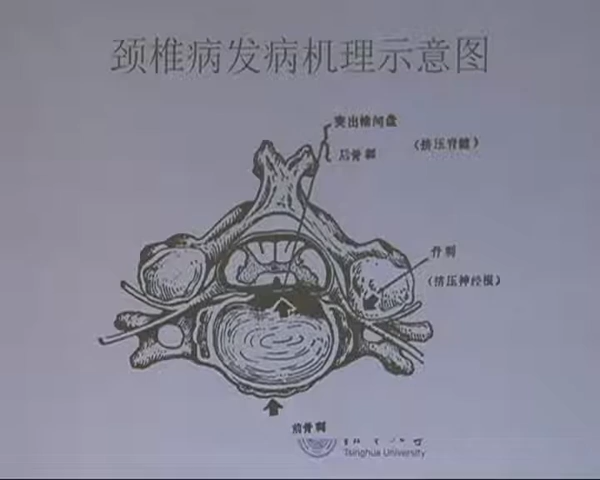 颈椎病发病机理示意图
突出椎间盘
后骨刺
（挤压脊髓）
骨刺
（挤压神经根）
前骨刺
Tsinghua University